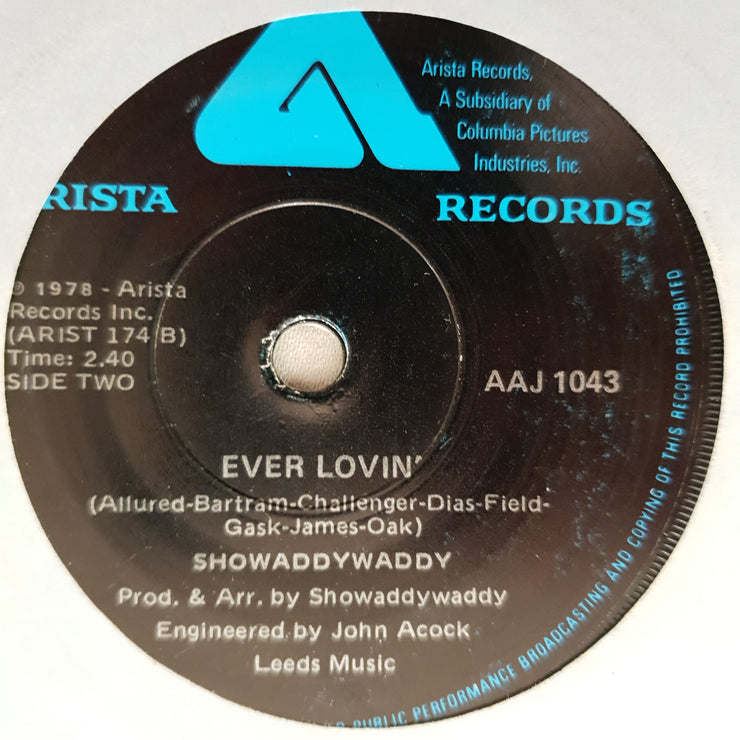 Arista Records,
A Subsidiary of
Columbia Pictures
Industries, Inc.
RISTA RECORDS
℗ 1978 - Arista
Records Inc.
(ARIST 174 B)
Time: 2.40
SIDE TWO
AAJ 1043
EVER LOVIN'
(Allured-Bartram-Challenger-Dias-Field-
Gask-James-Oak)
SHOWADDYWADDY
Prod. & Arr. by Showaddywaddy
Engineered by John Acock
Leeds Music
PUBLIC PERFORMANCE BROADCASTING AND COPYING OF THIS RECORD PROHIBITED